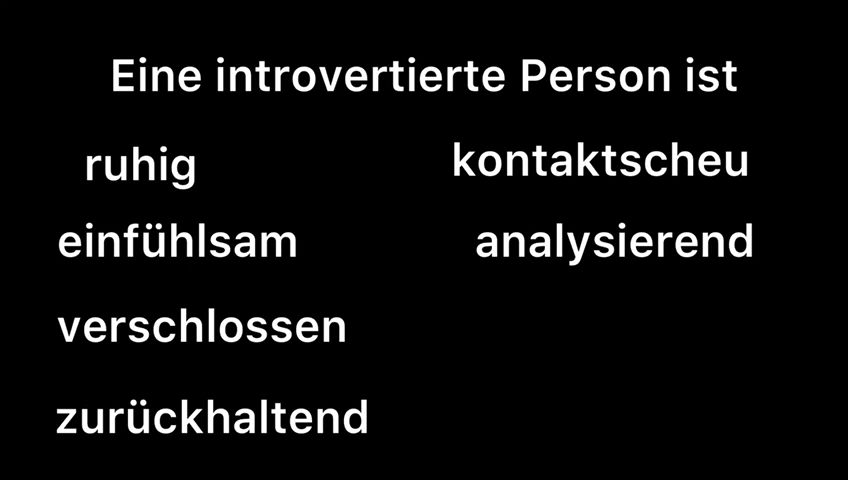 Eine introvertierte Person ist
ruhig
einfühlsam
verschlossen
zurückhaltend
kontaktscheu
analysierend